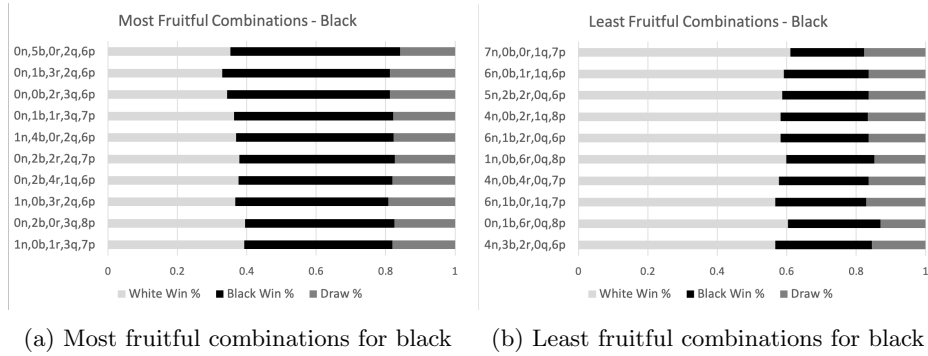 Most Fruitful Combinations - Black
0n,5b,0r,2q,6p
0n,1b,3r,2q,6p
0n,0b,2r,3q,6p
0n,1b,1r,3q,7p
1n,4b,0r,2q,6p
0n,2b,2r,2q,7p
0n,2b,4r,1q,6p
1n,0b,3r,2q,6p
0n,2b,0r,3q,8p
1n,0b,1r,3q,7p
0 0.2 0.4 0.6 0.8 1
White Win % Black Win % Draw %
(a) Most fruitful combinations for black
Least Fruitful Combinations - Black
7n,0b,0r,1q,7p
6n,0b,1r,1q,6p
5n,2b,2r,0q,6p
4n,0b,2r,1q,8p
6n,1b,2r,0q,6p
1n,0b,6r,0q,8p
4n,0b,4r,0q,7p
6n,1b,0r,1q,7p
0n,1b,6r,0q,8p
4n,3b,2r,0q,6p
0 0.2 0.4 0.6 0.8 1
White Win % Black Win % Draw %
(b) Least fruitful combinations for black